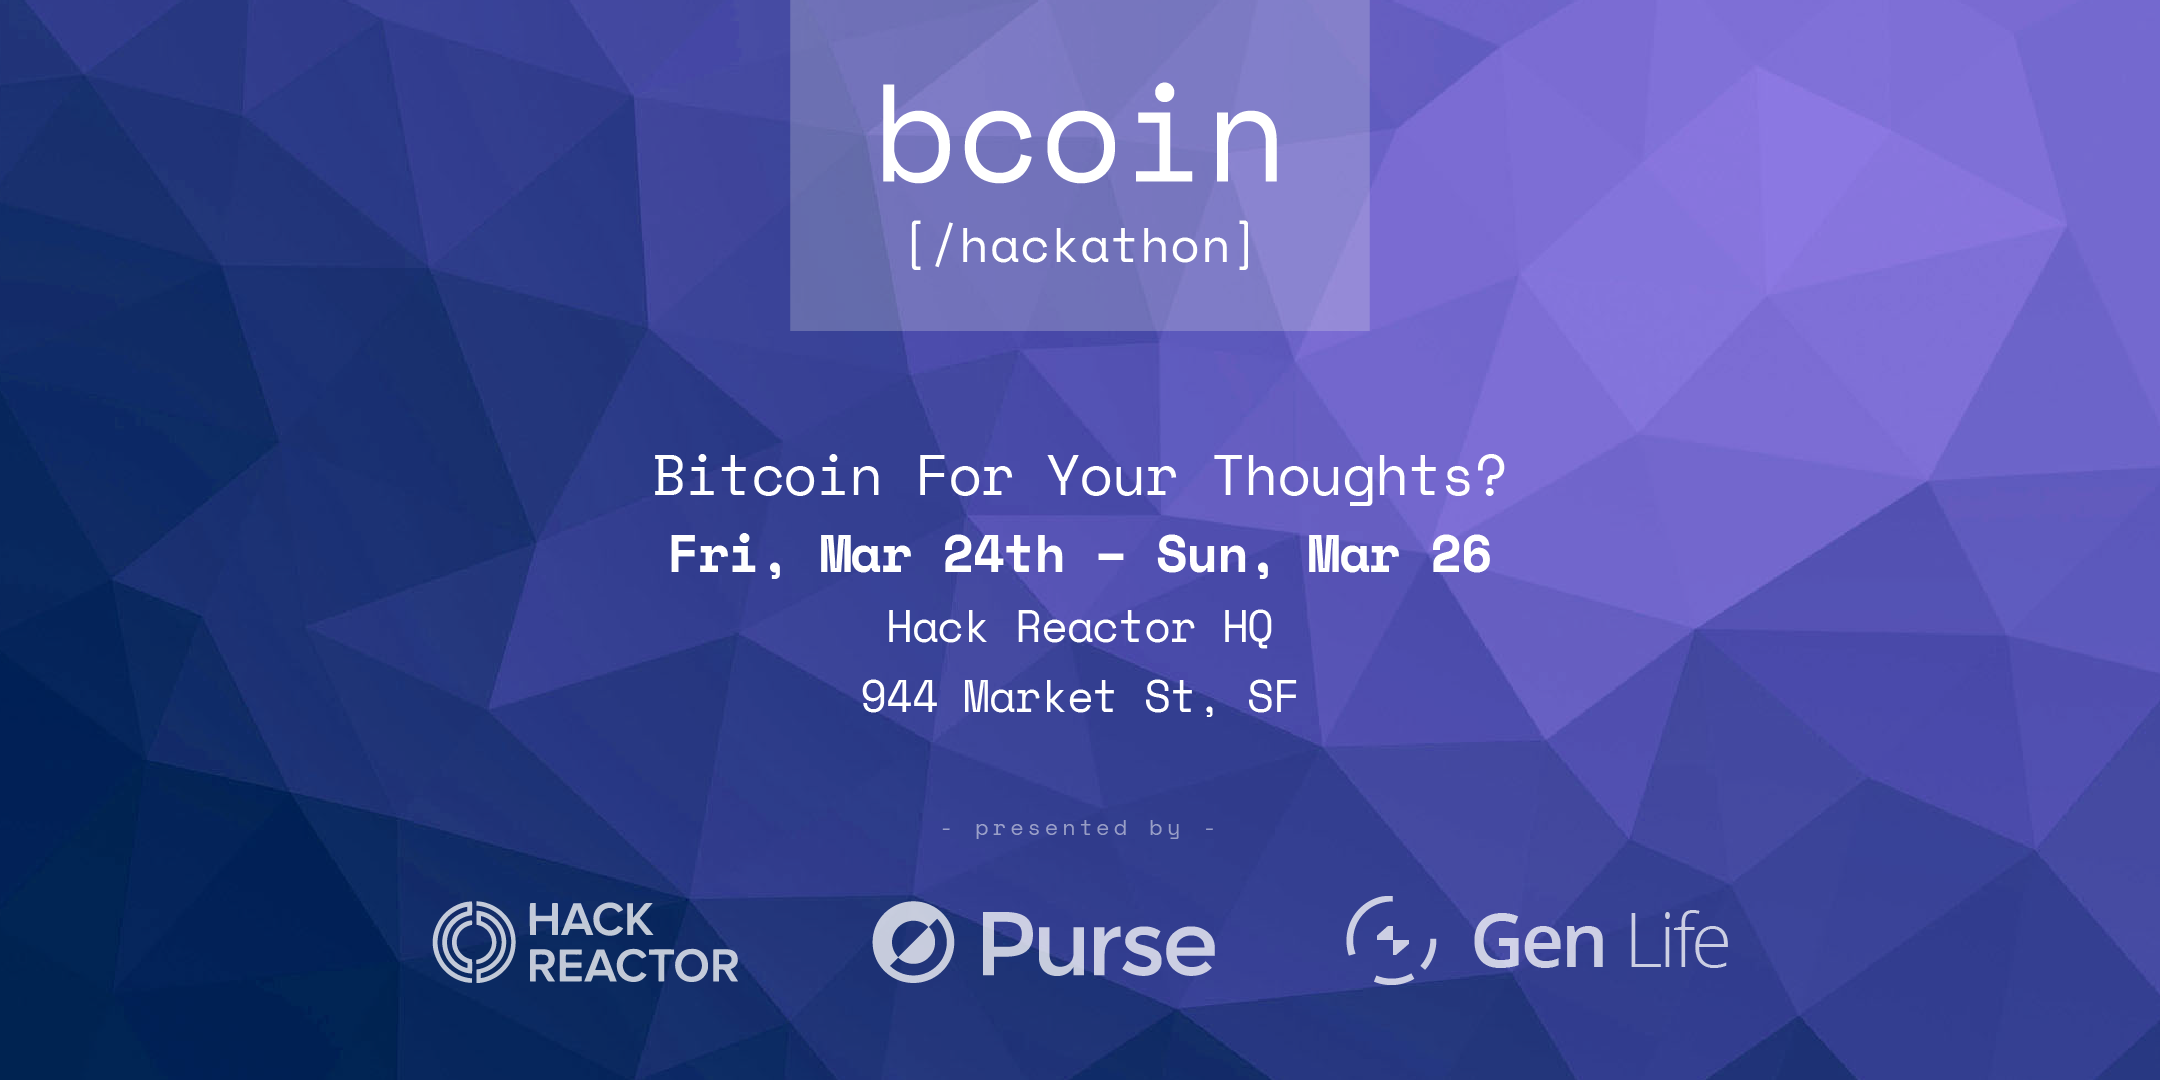 bcoin
[/hackathon]
Bitcoin For Your Thoughts?
Fri, Mar 24th – Sun, Mar 26
Hack Reactor HQ
944 Market St, SF
- presented by -
HACK
REACTOR
Purse
Gen Life